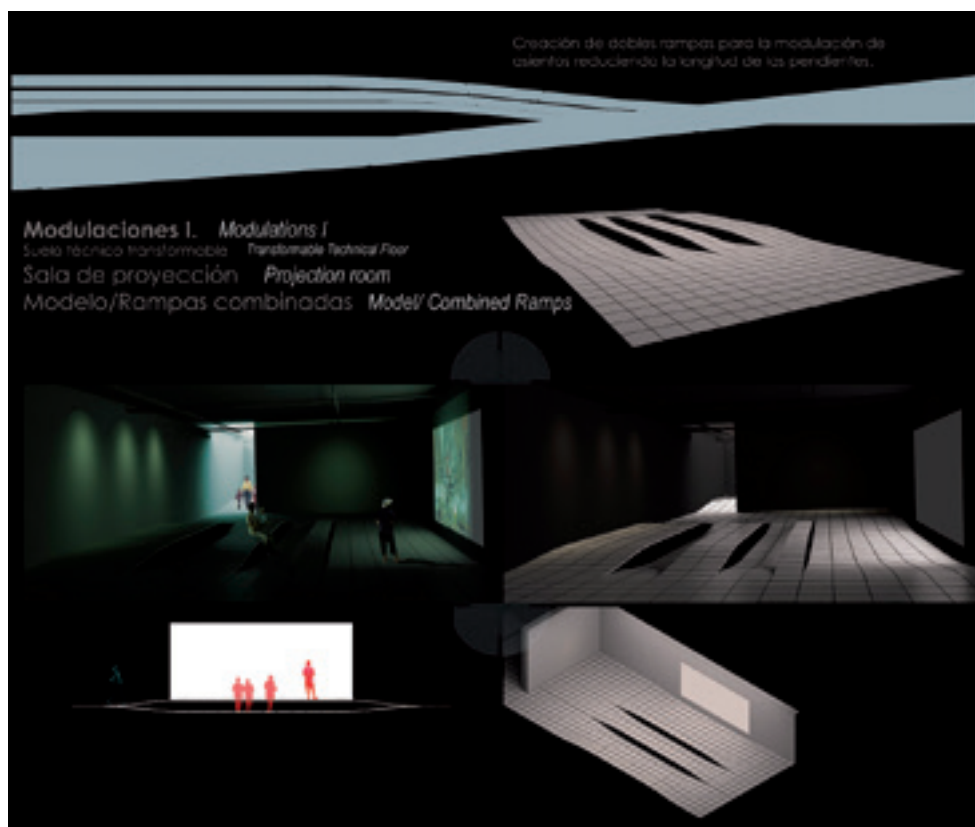 Creación de dobles rampas para la modulación de
asientos reduciendo la longitud de las pendientes.
Modulaciones I. Modulations I
Suelo técnico transformable Transformable Technical Floor
Sala de proyección Projection room
Modelo/Rampas combinadas Model/ Combined Ramps